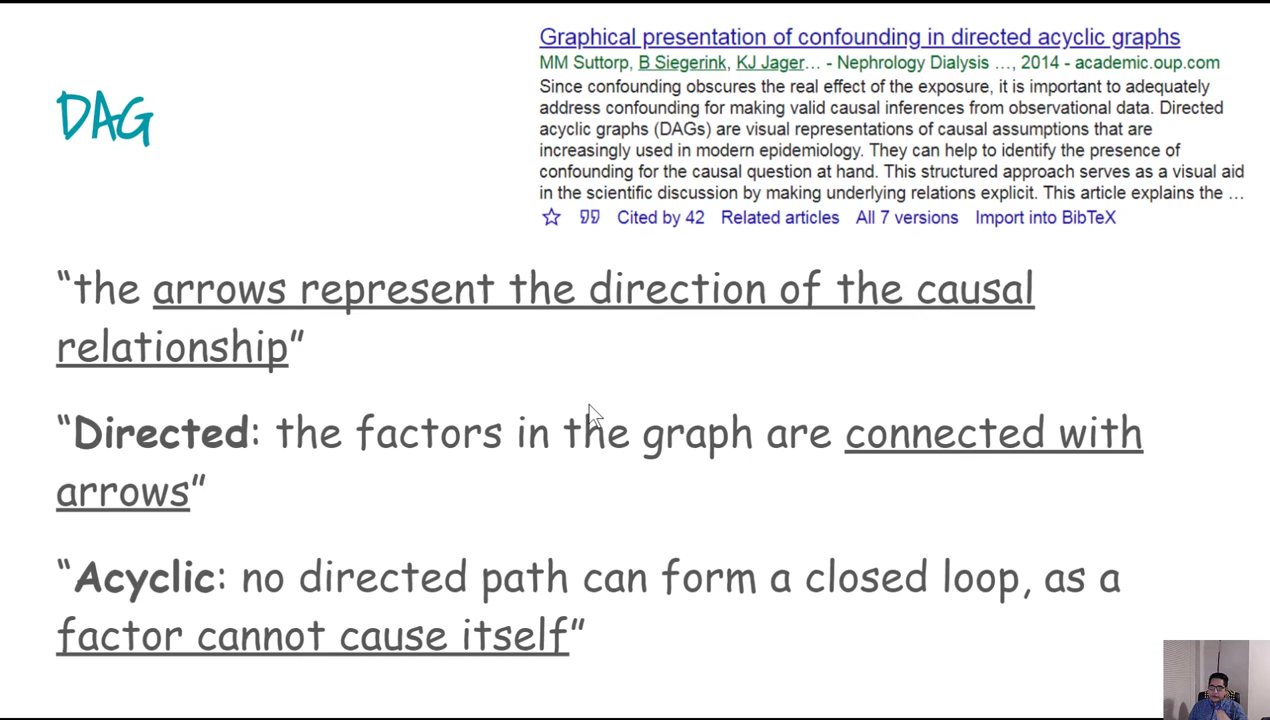 Graphical presentation of confounding in directed acyclic graphs
MM Suttorp, B Siegerink, KJ Jager... - Nephrology Dialysis ..., 2014 - academic.oup.com
Since confounding obscures the real effect of the exposure, it is important to adequately
address confounding for making valid causal inferences from observational data. Directed
acyclic graphs (DAGs) are visual representations of causal assumptions that are
increasingly used in modern epidemiology. They can help to identify the presence of
confounding for the causal question at hand. This structured approach serves as a visual aid
in the scientific discussion by making underlying relations explicit. This article explains the ...
Cited by 42 Related articles All 7 versions Import into BibTeX
DAG
“the arrows represent the direction of the causal
relationship”
“Directed: the factors in the graph are connected with
arrows”
“Acyclic: no directed path can form a closed loop, as a
factor cannot cause itself”